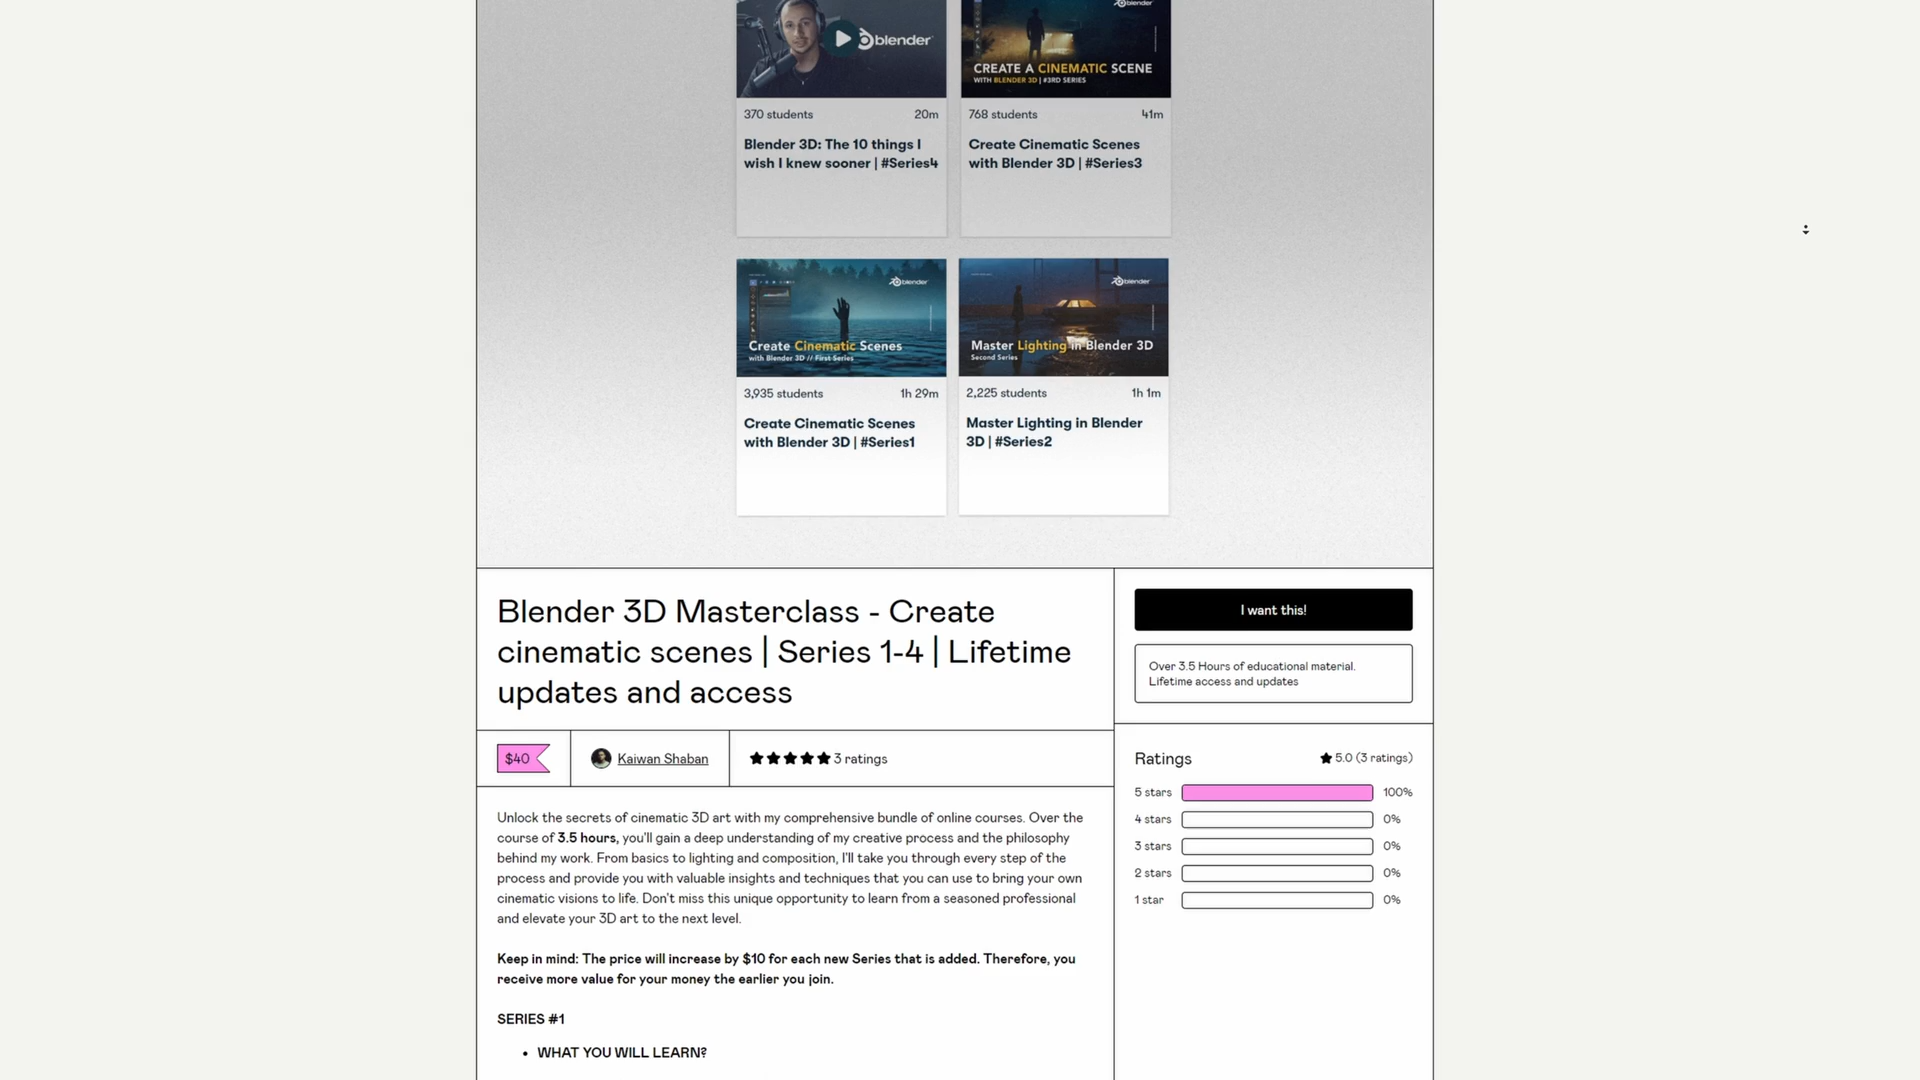 blender
blender
CREATE A CINEMATIC SCENE
WITH BLENDER 3D | #3RD SERIES
370 students 20m
768 students 41m
Blender 3D: The 10 things I
wish I knew sooner | #Series4
Create Cinematic Scenes
with Blender 3D | #Series3
blender
Create Cinematic Scenes
with Blender 3D // First Series
blender
Master Lighting in Blender 3D
Second Series
3,935 students 1h 29m
2,225 students 1h 1m
Create Cinematic Scenes
with Blender 3D | #Series1
Master Lighting in Blender
3D | #Series2
Blender 3D Masterclass - Create
cinematic scenes | Series 1-4 | Lifetime
updates and access
$40
Kaiwan Shaban
3 ratings
Unlock the secrets of cinematic 3D art with my comprehensive bundle of online courses. Over the
course of 3.5 hours, you'll gain a deep understanding of my creative process and the philosophy
behind my work. From basics to lighting and composition, I'll take you through every step of the
process and provide you with valuable insights and techniques that you can use to bring your own
cinematic visions to life. Don't miss this unique opportunity to learn from a seasoned professional
and elevate your 3D art to the next level.
Keep in mind: The price will increase by $10 for each new Series that is added. Therefore, you
receive more value for your money the earlier you join.
SERIES #1
• WHAT YOU WILL LEARN?
I want this!
Over 3.5 Hours of educational material.
Lifetime access and updates
Ratings
5.0 (3 ratings)
5 stars 100%
4 stars 0%
3 stars 0%
2 stars 0%
1 star 0%